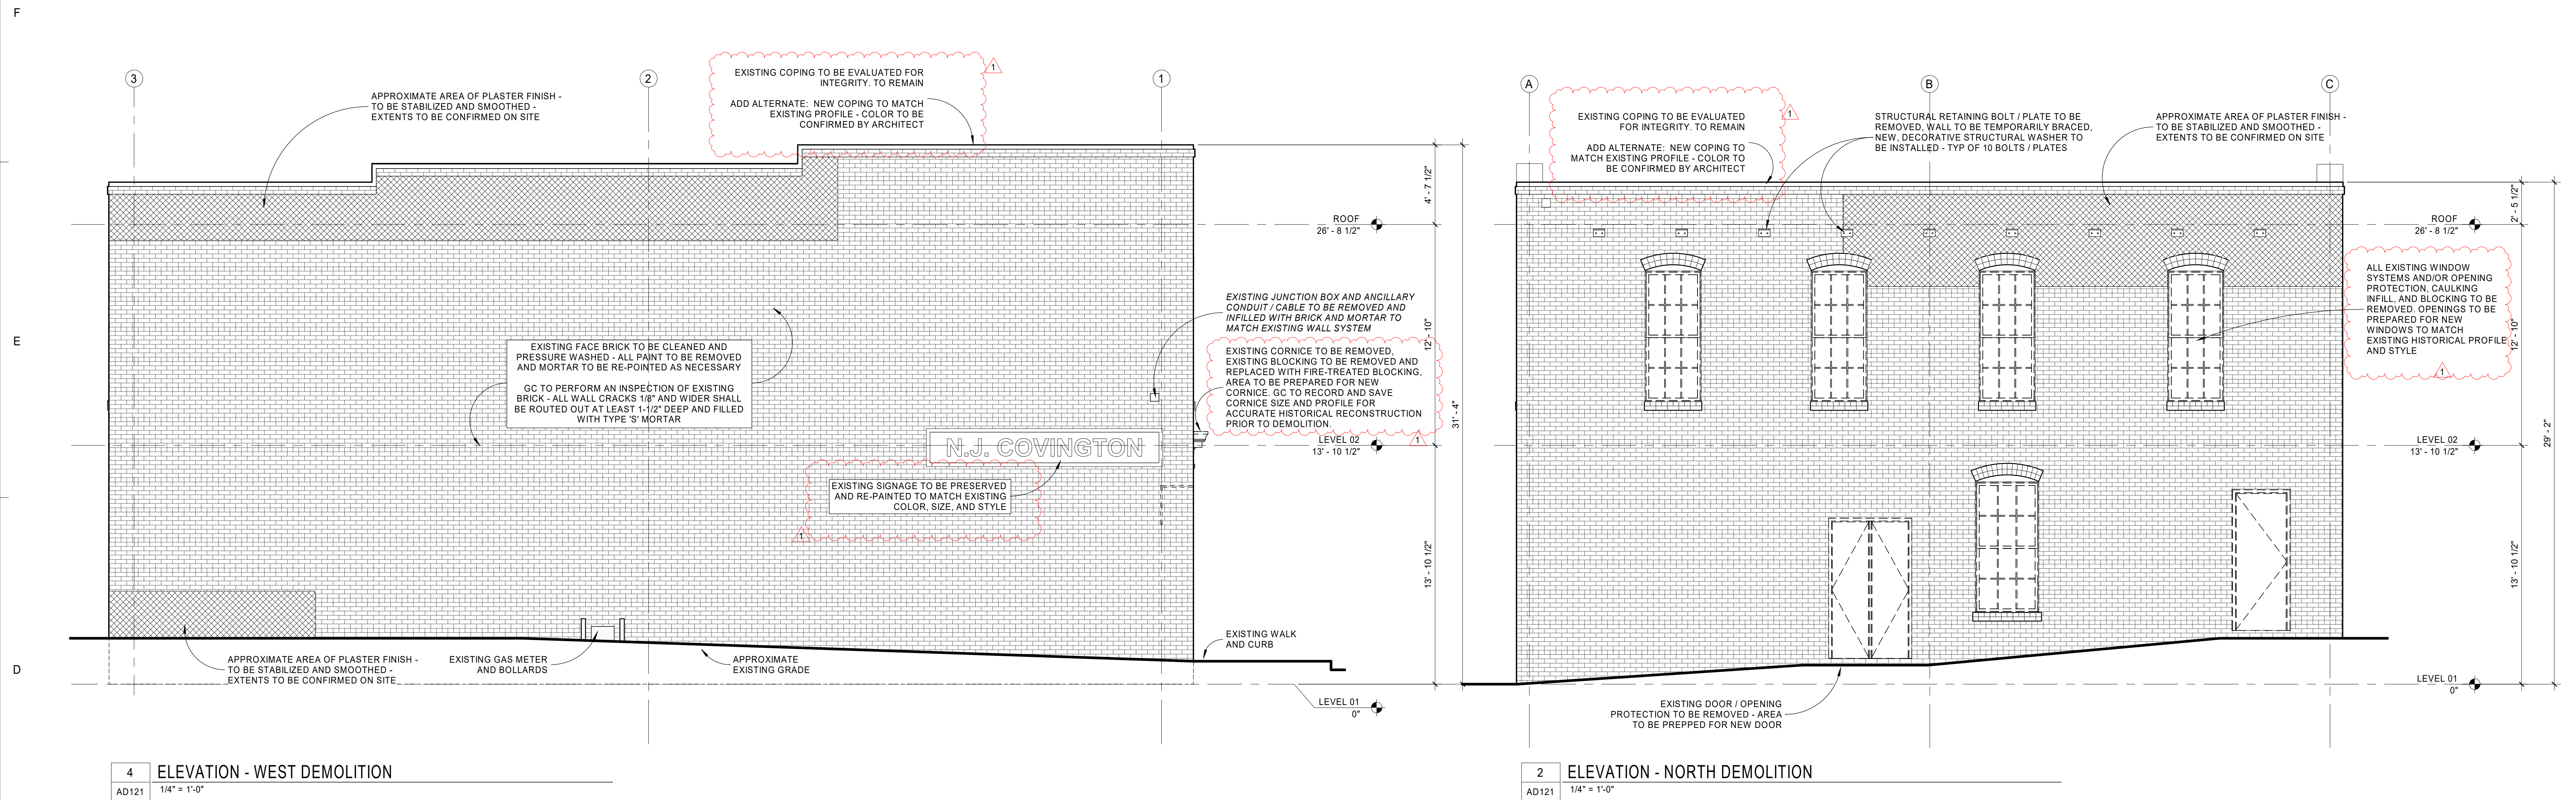 F
E
D
3
2
1
APPROXIMATE AREA OF PLASTER FINISH -
TO BE STABILIZED AND SMOOTHED -
EXTENTS TO BE CONFIRMED ON SITE
EXISTING COPING TO BE EVALUATED FOR
INTEGRITY. TO REMAIN
ADD ALTERNATE: NEW COPING TO MATCH
EXISTING PROFILE - COLOR TO BE
CONFIRMED BY ARCHITECT
1
EXISTING FACE BRICK TO BE CLEANED AND
PRESSURE WASHED - ALL PAINT TO BE REMOVED
AND MORTAR TO BE RE-POINTED AS NECESSARY
GC TO PERFORM AN INSPECTION OF EXISTING
BRICK - ALL WALL CRACKS 1/8" AND WIDER SHALL
BE ROUTED OUT AT LEAST 1-1/2" DEEP AND FILLED
WITH TYPE 'S' MORTAR
N.J. COVINGTON
EXISTING SIGNAGE TO BE PRESERVED
AND RE-PAINTED TO MATCH EXISTING
COLOR, SIZE, AND STYLE
1
ROOF
26' - 8 1/2"
EXISTING JUNCTION BOX AND ANCILLARY
CONDUIT / CABLE TO BE REMOVED AND
INFILLED WITH BRICK AND MORTAR TO
MATCH EXISTING WALL SYSTEM
EXISTING CORNICE TO BE REMOVED,
EXISTING BLOCKING TO BE REMOVED AND
REPLACED WITH FIRE-TREATED BLOCKING,
AREA TO BE PREPARED FOR NEW
CORNICE. GC TO RECORD AND SAVE
CORNICE SIZE AND PROFILE FOR
ACCURATE HISTORICAL RECONSTRUCTION
PRIOR TO DEMOLITION.
1
LEVEL 02
13' - 10 1/2"
4' - 7 1/2"
12' - 10"
13' - 10 1/2"
31' - 4"
EXISTING WALK
AND CURB
LEVEL 01
0"
APPROXIMATE AREA OF PLASTER FINISH -
TO BE STABILIZED AND SMOOTHED -
EXTENTS TO BE CONFIRMED ON SITE
EXISTING GAS METER
AND BOLLARDS
APPROXIMATE
EXISTING GRADE
4
AD121
ELEVATION - WEST DEMOLITION
1/4" = 1'-0"
A
B
C
EXISTING COPING TO BE EVALUATED
FOR INTEGRITY. TO REMAIN
ADD ALTERNATE: NEW COPING TO
MATCH EXISTING PROFILE - COLOR TO
BE CONFIRMED BY ARCHITECT
1
STRUCTURAL RETAINING BOLT / PLATE TO BE
REMOVED, WALL TO BE TEMPORARILY BRACED,
NEW, DECORATIVE STRUCTURAL WASHER TO
BE INSTALLED - TYP OF 10 BOLTS / PLATES
APPROXIMATE AREA OF PLASTER FINISH -
TO BE STABILIZED AND SMOOTHED -
EXTENTS TO BE CONFIRMED ON SITE
ROOF
26' - 8 1/2"
ALL EXISTING WINDOW
SYSTEMS AND/OR OPENING
PROTECTION, CAULKING
INFILL, AND BLOCKING TO BE
REMOVED. OPENINGS TO BE
PREPARED FOR NEW
WINDOWS TO MATCH
EXISTING HISTORICAL PROFILE
AND STYLE
1
LEVEL 02
13' - 10 1/2"
LEVEL 01
0"
2' - 5 1/2"
12' - 10"
13' - 10 1/2"
29' - 2"
EXISTING DOOR / OPENING
PROTECTION TO BE REMOVED - AREA
TO BE PREPPED FOR NEW DOOR
2
AD121
ELEVATION - NORTH DEMOLITION
1/4" = 1'-0"